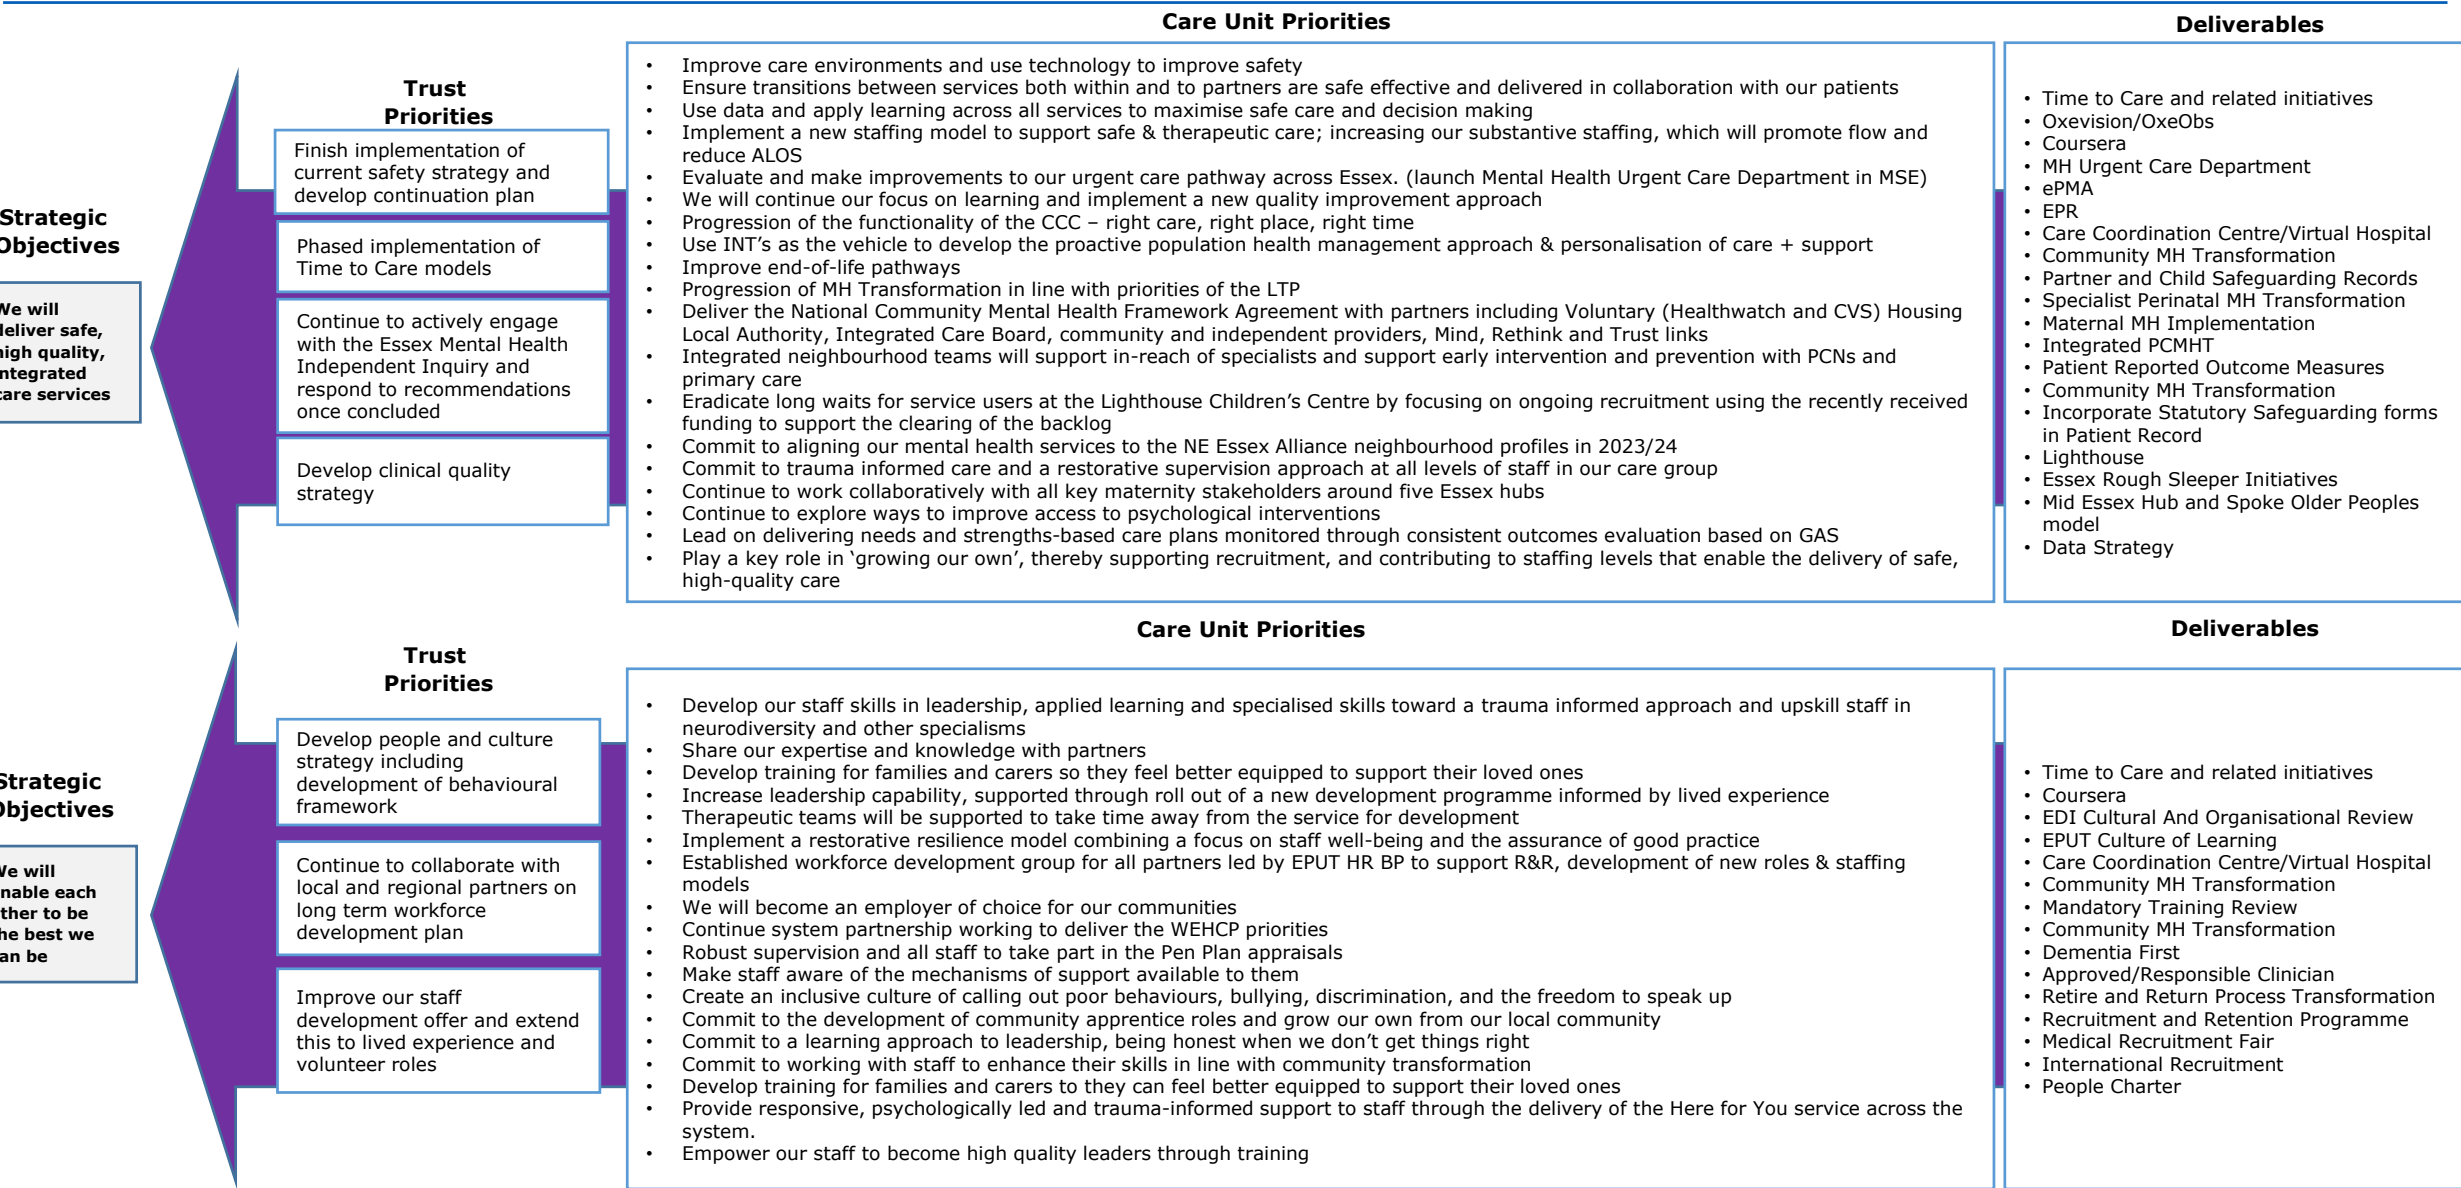 Care Unit Priorities
Deliverables
Trust
Priorities
Strategic
Objectives
We will
deliver safe,
high quality,
integrated
care services
Finish implementation of
current safety strategy and
develop continuation plan
Phased implementation of
Time to Care models
Continue to actively engage
with the Essex Mental Health
Independent Inquiry and
respond to recommendations
once concluded
Develop clinical quality
strategy
• Improve care environments and use technology to improve safety
• Ensure transitions between services both within and to partners are safe effective and delivered in collaboration with our patients
• Use data and apply learning across all services to maximise safe care and decision making
• Implement a new staffing model to support safe & therapeutic care; increasing our substantive staffing, which will promote flow and
reduce ALOS
• Evaluate and make improvements to our urgent care pathway across Essex. (launch Mental Health Urgent Care Department in MSE)
• We will continue our focus on learning and implement a new quality improvement approach
• Progression of the functionality of the CCC – right care, right place, right time
• Use INT’s as the vehicle to develop the proactive population health management approach & personalisation of care + support
• Improve end-of-life pathways
• Progression of MH Transformation in line with priorities of the LTP
• Deliver the National Community Mental Health Framework Agreement with partners including Voluntary (Healthwatch and CVS) Housing
Local Authority, Integrated Care Board, community and independent providers, Mind, Rethink and Trust links
• Integrated neighbourhood teams will support in-reach of specialists and support early intervention and prevention with PCNs and
primary care
• Eradicate long waits for service users at the Lighthouse Children’s Centre by focusing on ongoing recruitment using the recently received
funding to support the clearing of the backlog
• Commit to aligning our mental health services to the NE Essex Alliance neighbourhood profiles in 2023/24
• Commit to trauma informed care and a restorative supervision approach at all levels of staff in our care group
• Continue to work collaboratively with all key maternity stakeholders around five Essex hubs
• Continue to explore ways to improve access to psychological interventions
• Lead on delivering needs and strengths-based care plans monitored through consistent outcomes evaluation based on GAS
• Play a key role in ‘growing our own’, thereby supporting recruitment, and contributing to staffing levels that enable the delivery of safe,
high-quality care
• Time to Care and related initiatives
• Oxevision/OxeObs
• Coursera
• MH Urgent Care Department
• ePMA
• EPR
• Care Coordination Centre/Virtual Hospital
• Community MH Transformation
• Partner and Child Safeguarding Records
• Specialist Perinatal MH Transformation
• Maternal MH Implementation
• Integrated PCMHT
• Patient Reported Outcome Measures
• Community MH Transformation
• Incorporate Statutory Safeguarding forms
in Patient Record
• Lighthouse
• Essex Rough Sleeper Initiatives
• Mid Essex Hub and Spoke Older Peoples
model
• Data Strategy
Care Unit Priorities
Deliverables
Trust
Priorities
Strategic
Objectives
We will
enable each
other to be
the best we
can be
Develop people and culture
strategy including
development of behavioural
framework
Continue to collaborate with
local and regional partners on
long term workforce
development plan
Improve our staff
development offer and extend
this to lived experience and
volunteer roles
• Develop our staff skills in leadership, applied learning and specialised skills toward a trauma informed approach and upskill staff in
neurodiversity and other specialisms
• Share our expertise and knowledge with partners
• Develop training for families and carers so they feel better equipped to support their loved ones
• Increase leadership capability, supported through roll out of a new development programme informed by lived experience
• Therapeutic teams will be supported to take time away from the service for development
• Implement a restorative resilience model combining a focus on staff well-being and the assurance of good practice
• Established workforce development group for all partners led by EPUT HR BP to support R&R, development of new roles & staffing
models
• We will become an employer of choice for our communities
• Continue system partnership working to deliver the WEHCP priorities
• Robust supervision and all staff to take part in the Pen Plan appraisals
• Make staff aware of the mechanisms of support available to them
• Create an inclusive culture of calling out poor behaviours, bullying, discrimination, and the freedom to speak up
• Commit to the development of community apprentice roles and grow our own from our local community
• Commit to a learning approach to leadership, being honest when we don’t get things right
• Commit to working with staff to enhance their skills in line with community transformation
• Develop training for families and carers to they can feel better equipped to support their loved ones
• Provide responsive, psychologically led and trauma-informed support to staff through the delivery of the Here for You service across the
system.
• Empower our staff to become high quality leaders through training
• Time to Care and related initiatives
• Coursera
• EDI Cultural And Organisational Review
• EPUT Culture of Learning
• Care Coordination Centre/Virtual Hospital
• Community MH Transformation
• Mandatory Training Review
• Community MH Transformation
• Dementia First
• Approved/Responsible Clinician
• Retire and Return Process Transformation
• Recruitment and Retention Programme
• Medical Recruitment Fair
• International Recruitment
• People Charter